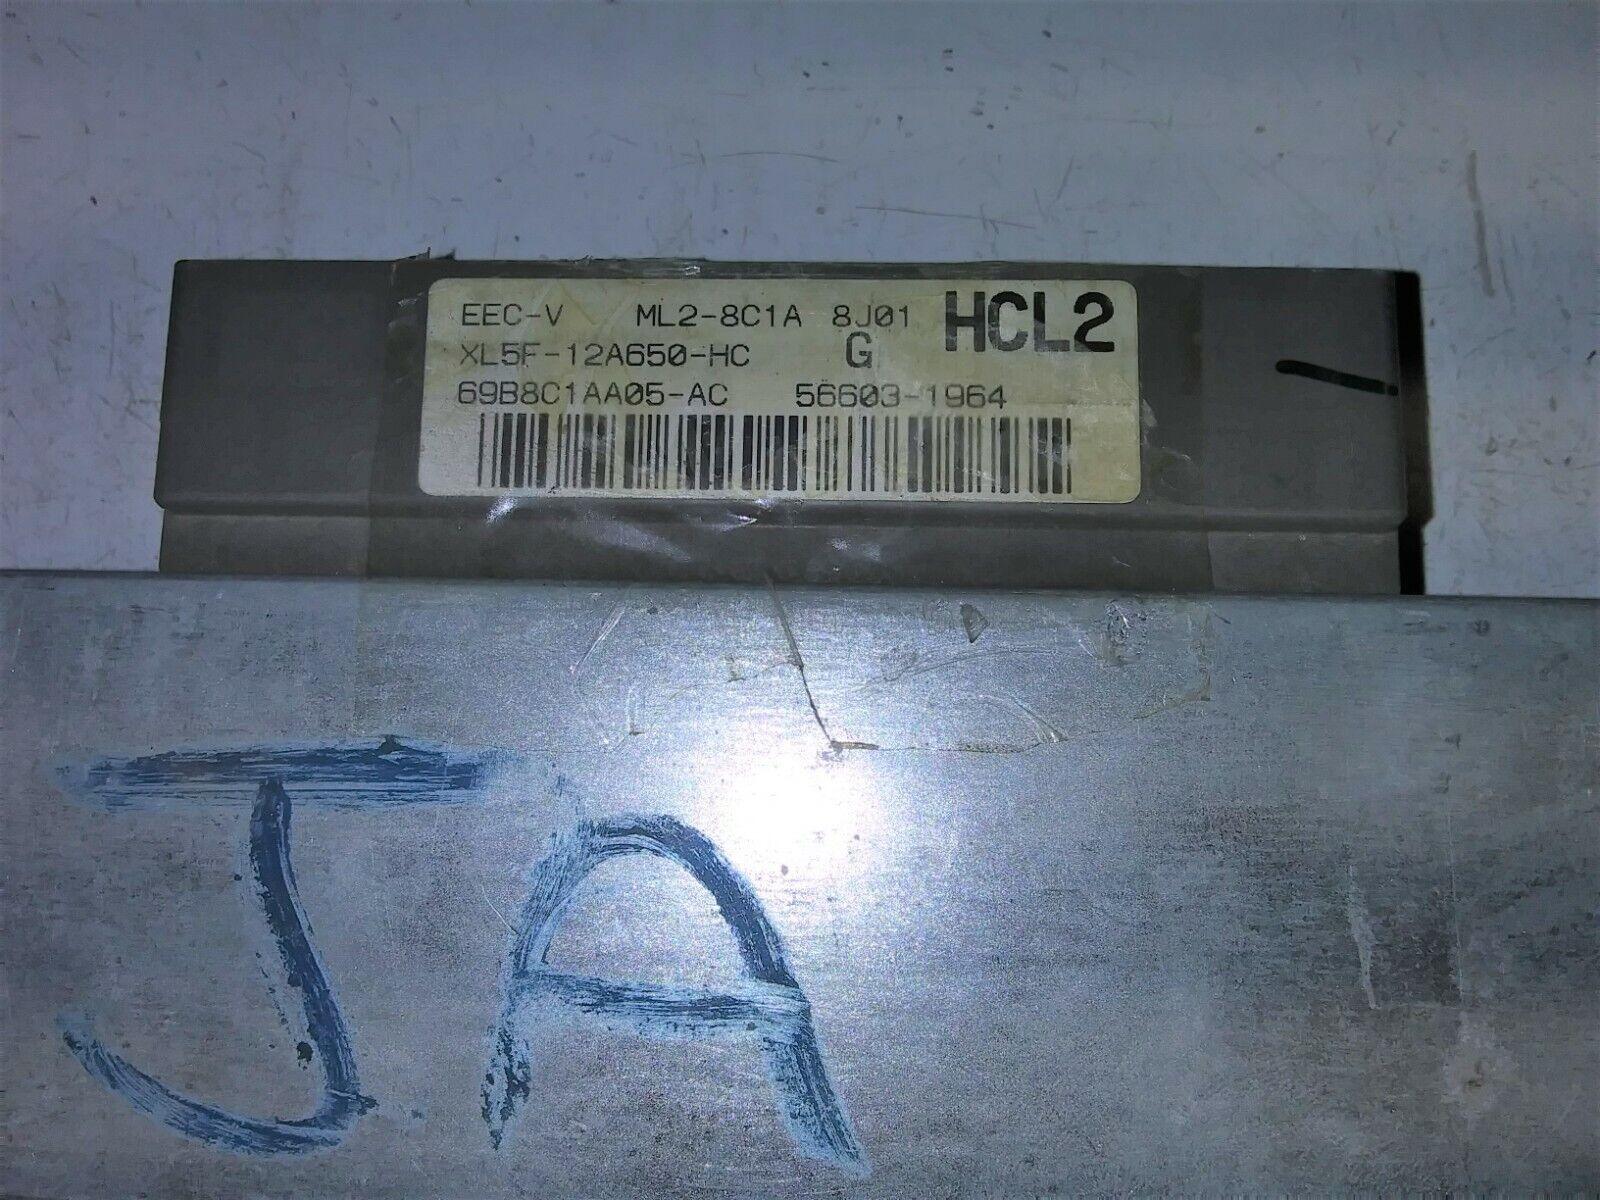 EEC-V ML2-8C1A 8J01 HCL2
XL5F-12A650-HC G
69B8C1AA05-AC 56603-1964
JA